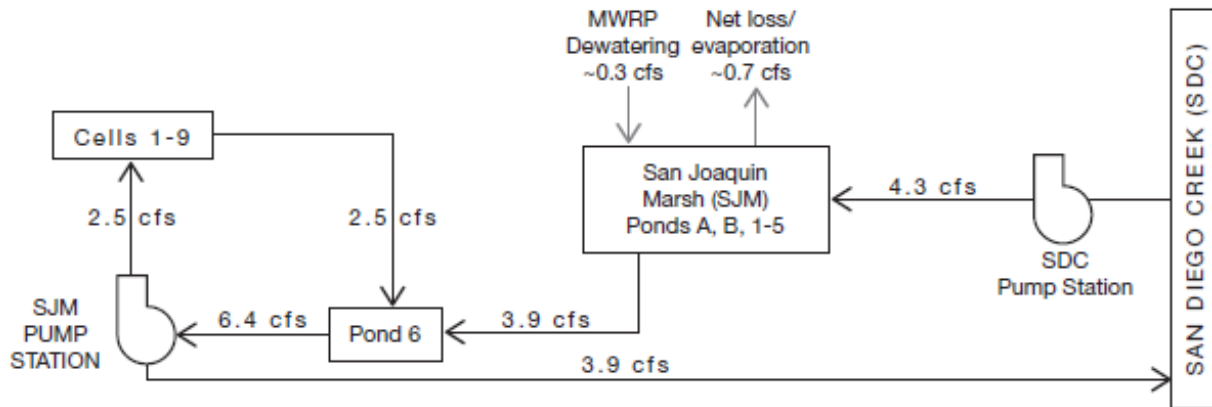 MWRP
Dewatering
~0.3 cfs
Net loss/
evaporation
~0.7 cfs
Cells 1-9
San Joaquin
Marsh (SJM)
Ponds A, B, 1-5
4.3 cfs
SDC
Pump Station
SAN DIEGO CREEK (SDC)
2.5 cfs
2.5 cfs
SJM
PUMP
STATION
6.4 cfs
Pond 6
3.9 cfs
3.9 cfs